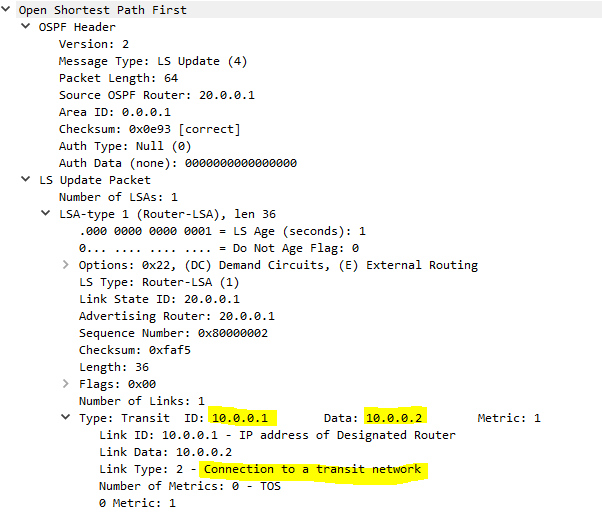 Open Shortest Path First
OSPF Header
Version: 2
Message Type: LS Update (4)
Packet Length: 64
Source OSPF Router: 20.0.0.1
Area ID: 0.0.0.1
Checksum: 0x0e93 [correct]
Auth Type: Null (0)
Auth Data (none): 0000000000000000
LS Update Packet
Number of LSAs: 1
LSA-type 1 (Router-LSA), len 36
.000 0000 0000 0001 = LS Age (seconds): 1
0... .... .... .... = Do Not Age Flag: 0
Options: 0x22, (DC) Demand Circuits, (E) External Routing
LS Type: Router-LSA (1)
Link State ID: 20.0.0.1
Advertising Router: 20.0.0.1
Sequence Number: 0x80000002
Checksum: 0xfaf5
Length: 36
Flags: 0x00
Number of Links: 1
Type: Transit  ID: 10.0.0.1       Data: 10.0.0.2       Metric: 1
Link ID: 10.0.0.1 - IP address of Designated Router
Link Data: 10.0.0.2
Link Type: 2 - Connection to a transit network
Number of Metrics: 0 - TOS
0 Metric: 1